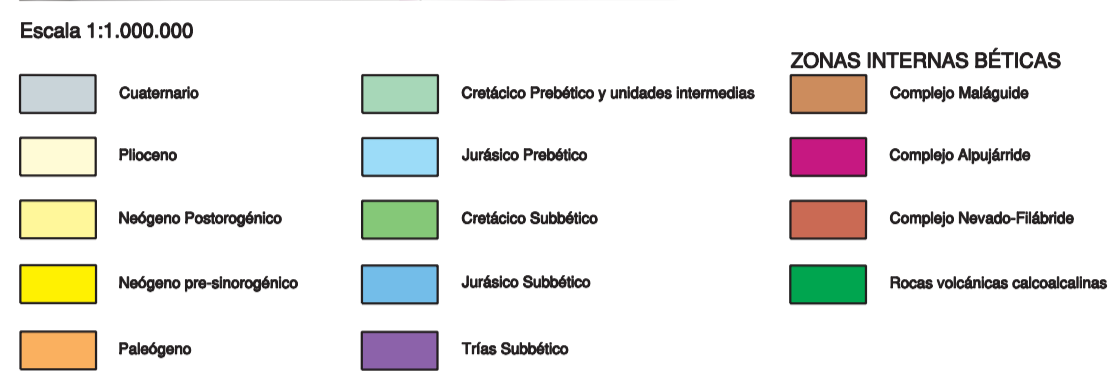 Escala 1:1.000.000
Cuaternario
Plioceno
Neógeno Postorogénico
Neógeno pre-sinorogénico
Paleógeno
Cretácico Prebético y unidades intermedias
Jurásico Prebético
Cretácico Subbético
Jurásico Subbético
Trías Subbético
ZONAS INTERNAS BÉTICAS
Complejo Maláguide
Complejo Alpujárride
Complejo Nevado-Filábride
Rocas volcánicas calcoalcalinas